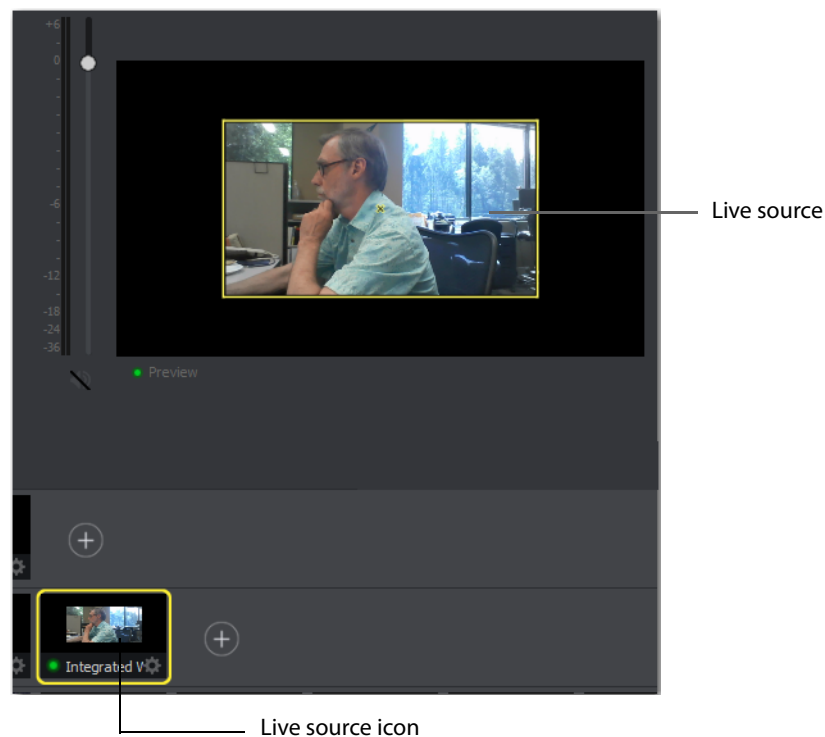 +6
0
Live source
-6
-12
-18
-24
-36
Preview
Integrated W
Live source icon